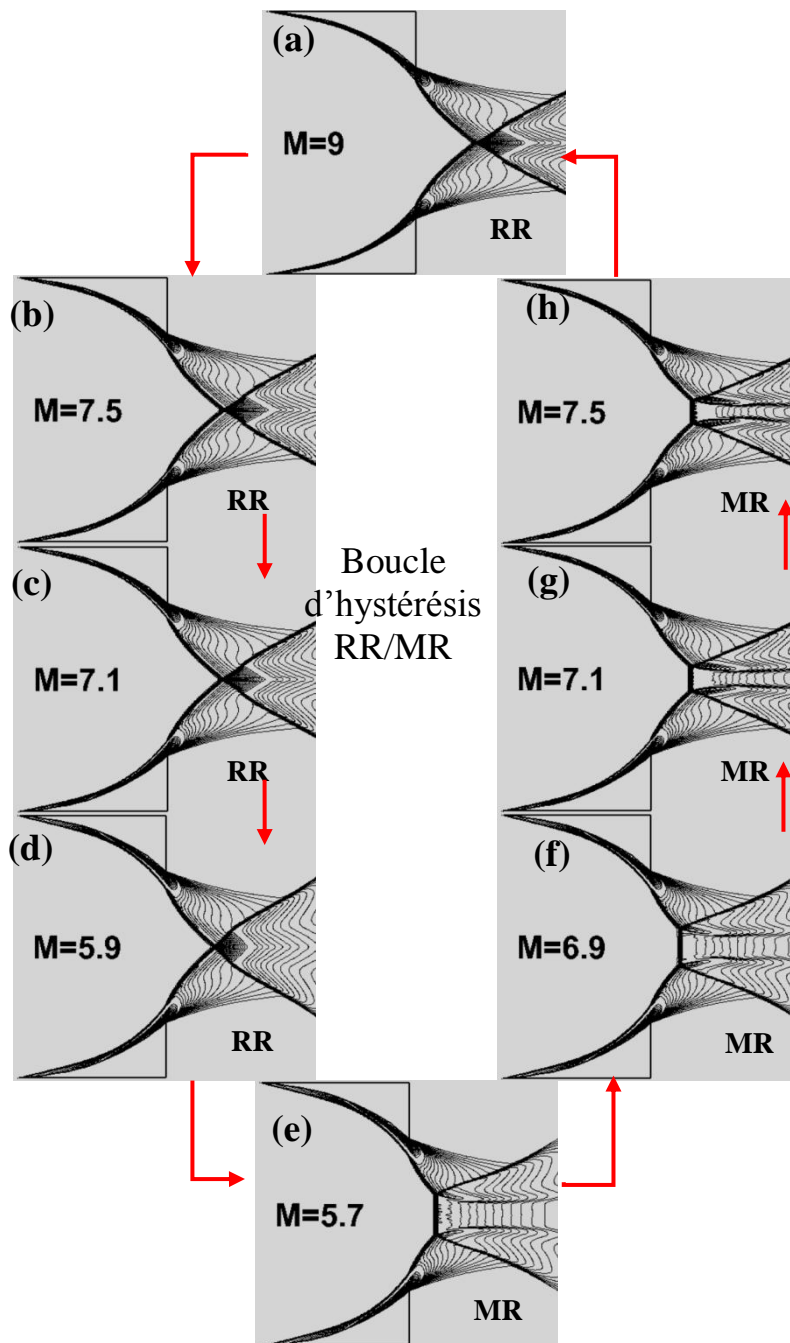 (a)
M=9
RR
(b)
M=7.5
RR
(h)
M=7.5
MR
(c)
M=7.1
RR
Boucle
d’hystérésis
RR/MR
(g)
M=7.1
MR
(d)
M=5.9
RR
(f)
M=6.9
MR
(e)
M=5.7
MR